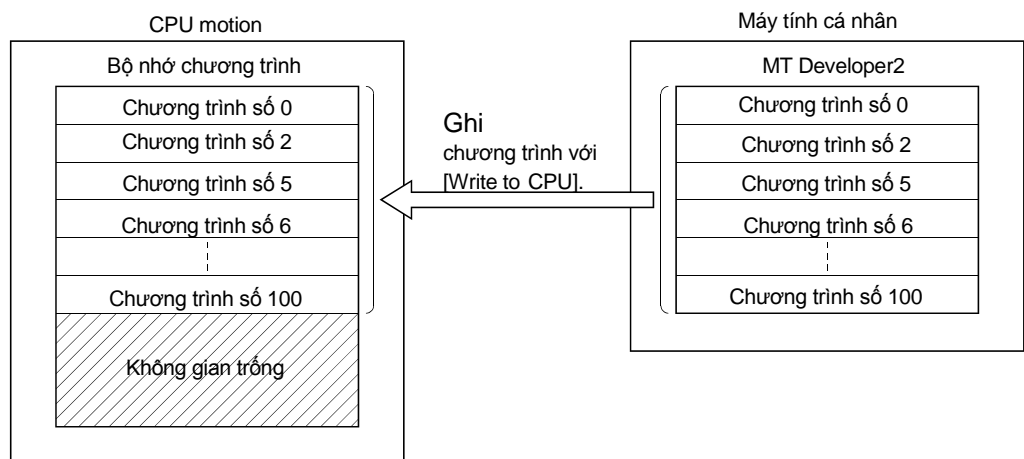 CPU motion
Bộ nhớ chương trình
Chương trình số 0
Chương trình số 2
Chương trình số 5
Chương trình số 6
Chương trình số 100
Không gian trống
Ghi
chương trình với
[Write to CPU].
Máy tính cá nhân
MT Developer2
Chương trình số 0
Chương trình số 2
Chương trình số 5
Chương trình số 6
Chương trình số 100